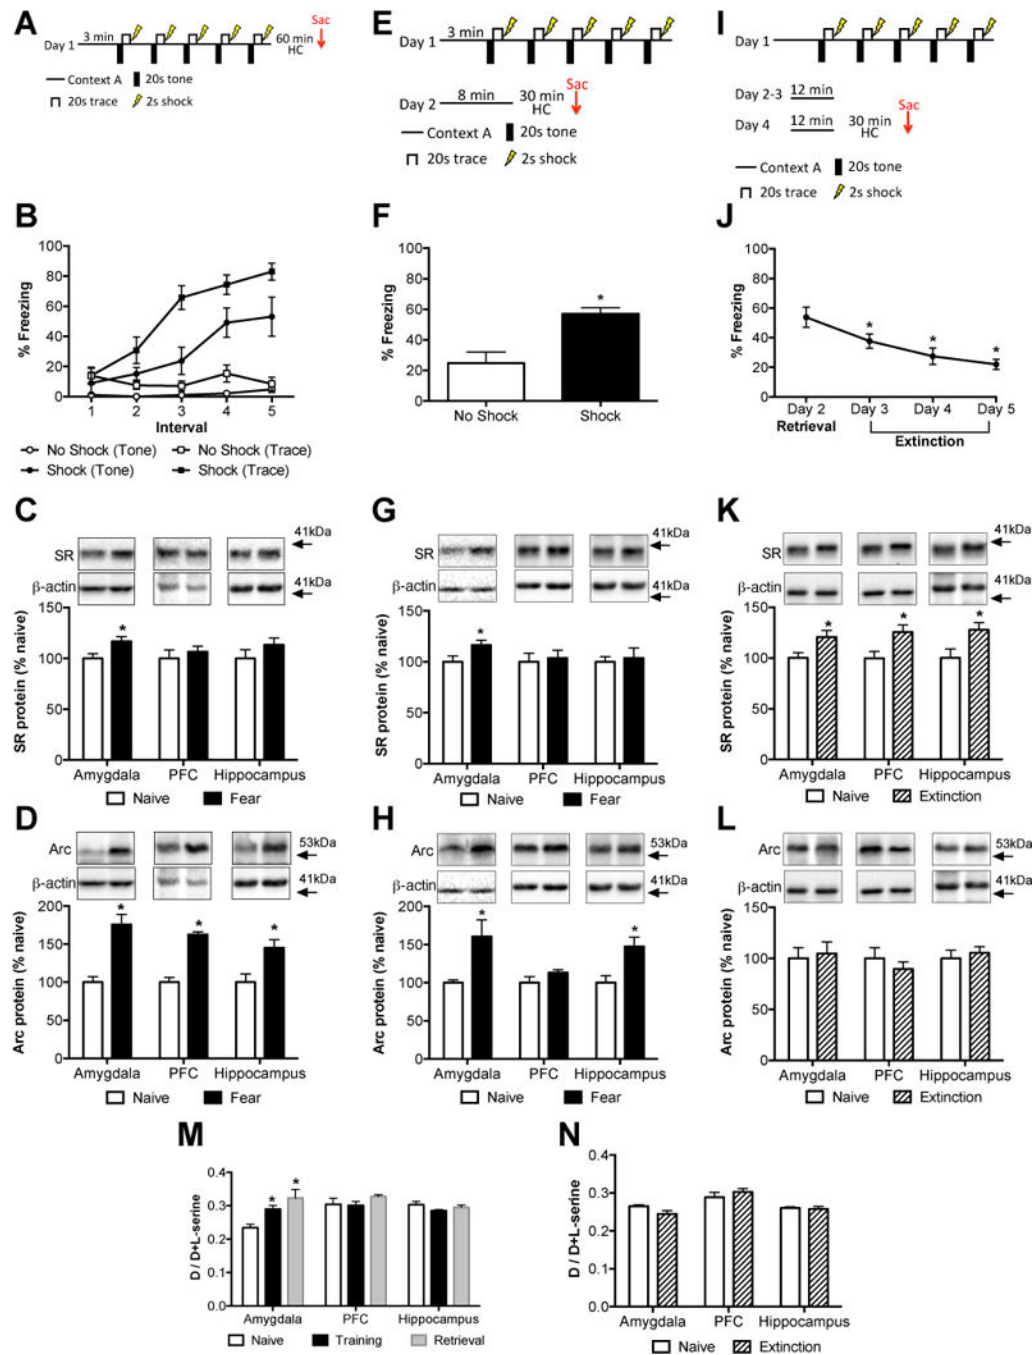 A
Sac
Day 1 3 min 60 min
HC
Context A 20s tone
20s trace 2s shock
E
Day 1 3 min
Sac
Day 2 8 min 30 min
HC
Context A 20s tone
20s trace 2s shock
I
Day 1
Day 2-3 12 min
Sac
Day 4 12 min 30 min
HC
Context A 20s tone
20s trace 2s shock
B
100
80
60
40
20
0
% Freezing
1 2 3 4 5
Interval
No Shock (Tone) No Shock (Trace)
Shock (Tone) Shock (Trace)
F
100
80
60
40
20
0
% Freezing
*
No Shock Shock
J
100
80
60
40
20
0
% Freezing
* * *
Day 2 Day 3 Day 4 Day 5
Retrieval Extinction
C
SR 41kDa
β-actin 41kDa
150
100
50
0
SR protein (% naive)
*
Amygdala PFC Hippocampus
Naive Fear
G
SR 41kDa
β-actin 41kDa
150
100
50
0
SR protein (% naive)
*
Amygdala PFC Hippocampus
Naive Fear
K
SR 41kDa
β-actin 41kDa
150
100
50
0
SR protein (% naive)
* * *
Amygdala PFC Hippocampus
Naive Extinction
D
Arc 53kDa
β-actin 41kDa
200
150
100
50
0
Arc protein (% naive)
* * *
Amygdala PFC Hippocampus
Naive Fear
H
Arc 53kDa
β-actin 41kDa
200
150
100
50
0
Arc protein (% naive)
* *
Amygdala PFC Hippocampus
Naive Fear
L
Arc 53kDa
β-actin 41kDa
150
100
50
0
Arc protein (% naive)
Amygdala PFC Hippocampus
Naive Extinction
M
0.4
0.3
0.2
0.1
0.0
D / D+L-serine
* *
Amygdala PFC Hippocampus
Naive Training Retrieval
N
0.4
0.3
0.2
0.1
0.0
D / D+L-serine
Amygdala PFC Hippocampus
Naive Extinction